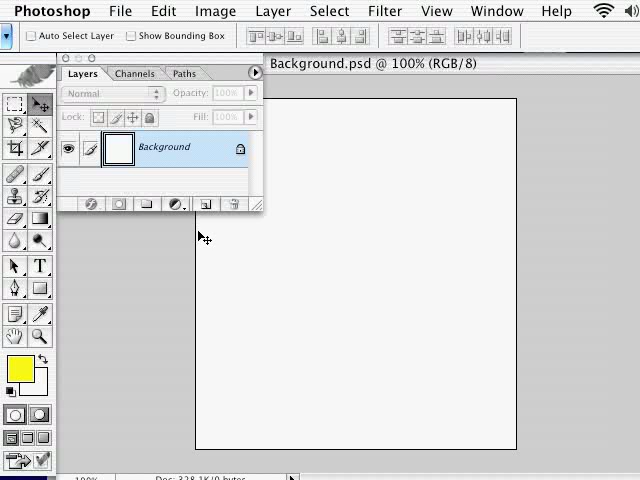 Photoshop File Edit Image Layer Select Filter View Window Help
Auto Select Layer Show Bounding Box
Background.psd @ 100% (RGB/8)
Layers Channels Paths
Normal Opacity: 100%
Lock: Fill: 100%
Background
T
100% Doc: 328.1K/0 bytes